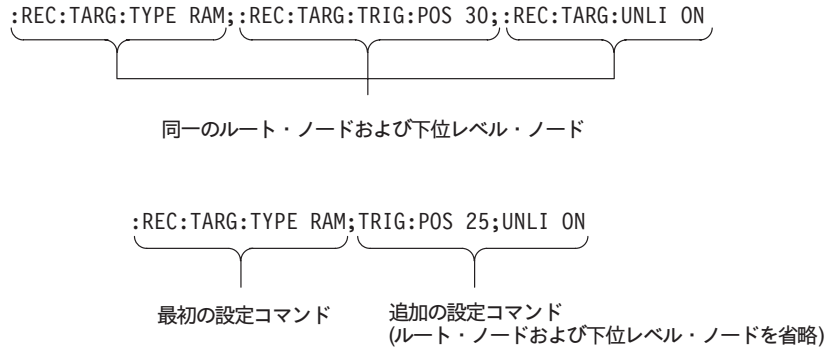 :REC:TARG:TYPE RAM;:REC:TARG:TRIG:POS 30;:REC:TARG:UNLI ON
同一のルート・ノードおよび下位レベル・ノード
:REC:TARG:TYPE RAM;TRIG:POS 25;UNLI ON
最初の設定コマンド
追加の設定コマンド
(ルート・ノードおよび下位レベル・ノードを省略)